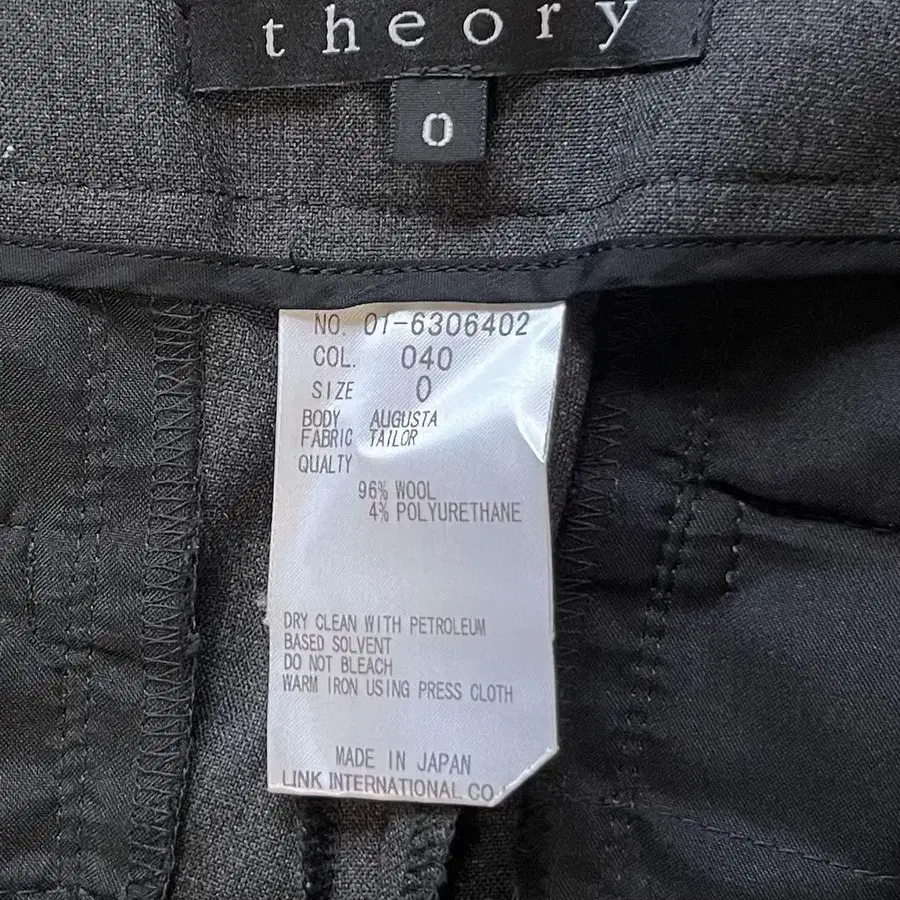 theory
0
NO. 01-6306402
COL. 040
SIZE 0
BODY AUGUSTA
FABRIC TAILOR
QUALTY
96% WOOL
4% POLYURETHANE
DRY CLEAN WITH PETROLEUM
BASED SOLVENT
DO NOT BLEACH
WARM IRON USING PRESS CLOTH
MADE IN JAPAN
LINK INTERNATIONAL CO